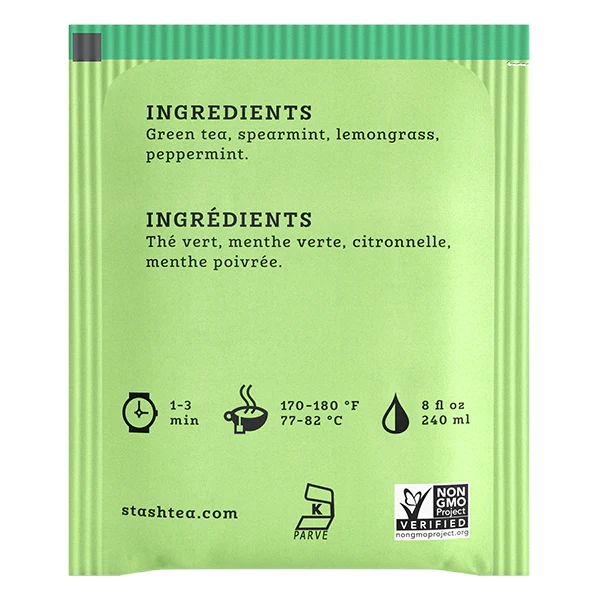 INGREDIENTS
Green tea, spearmint, lemongrass,
peppermint.
INGRÉDIENTS
Thé vert, menthe verte, citronnelle,
menthe poivrée.
1-3
min
170-180 °F
77-82 °C
8 fl oz
240 ml
stashtea.com
K
PARVE
NON
GMO
Project
VERIFIED
nongmoproject.org